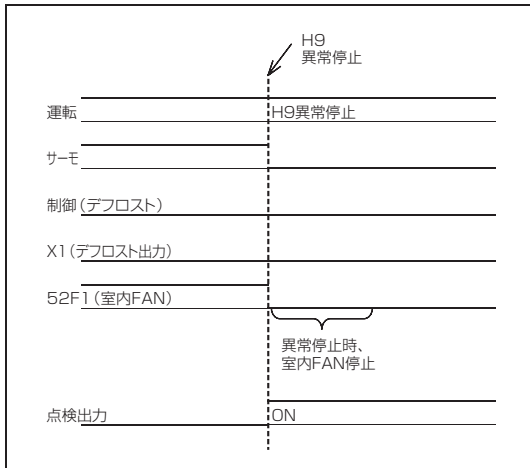 H9
異常停止
運転
H9異常停止
サーモ
制御(デフロスト)
X1(デフロスト出力)
52F1(室内FAN)
異常停止時、
室内FAN停止
点検出力
ON